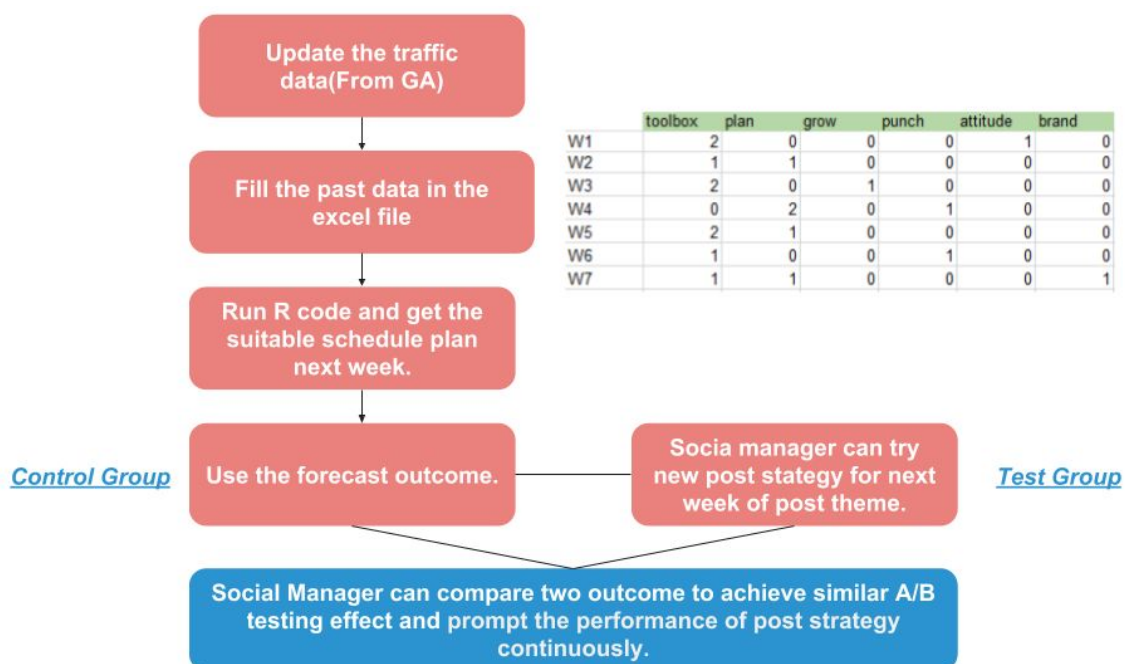 Update the traffic
data(From GA)
Fill the past data in the
excel file
Run R code and get the
suitable schedule plan
next week.
toolbox plan grow punch attitude brand
W1 2 0 0 0 1 0
W2 1 1 0 0 0 0
W3 2 0 1 0 0 0
W4 0 2 0 1 0 0
W5 2 1 0 0 0 0
W6 1 0 0 1 0 0
W7 1 1 0 0 0 1
Control Group
Use the forecast outcome.
Socia manager can try
new post stategy for next
week of post theme.
Test Group
Social Manager can compare two outcome to achieve similar A/B
testing effect and prompt the performance of post strategy
continuously.